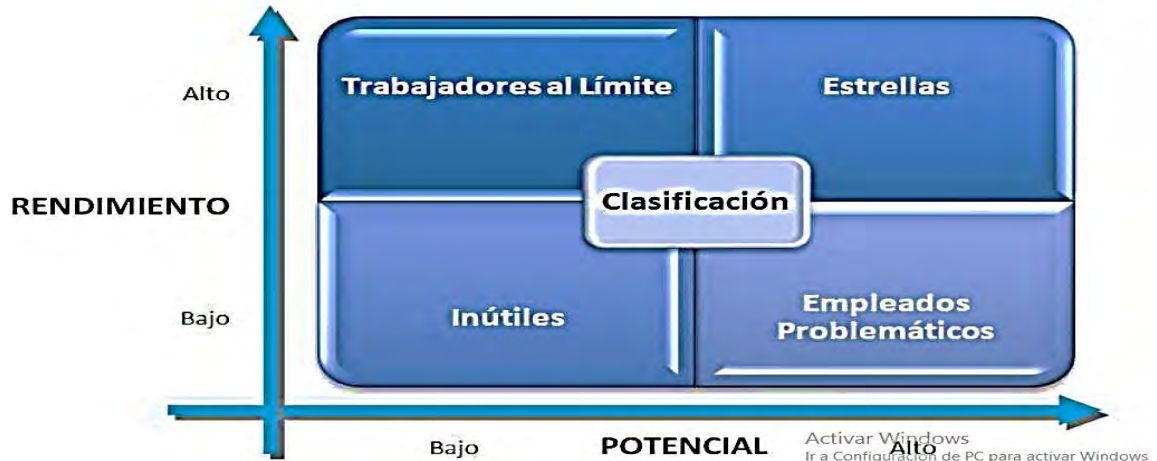 Alto
Trabajadores al Límite
Estrellas
RENDIMIENTO
Clasificación
Bajo
Inútiles
Empleados
Problemáticos
Bajo
POTENCIAL
Alto
Activar Windows
Ir a Configuración de PC para activar Windows.